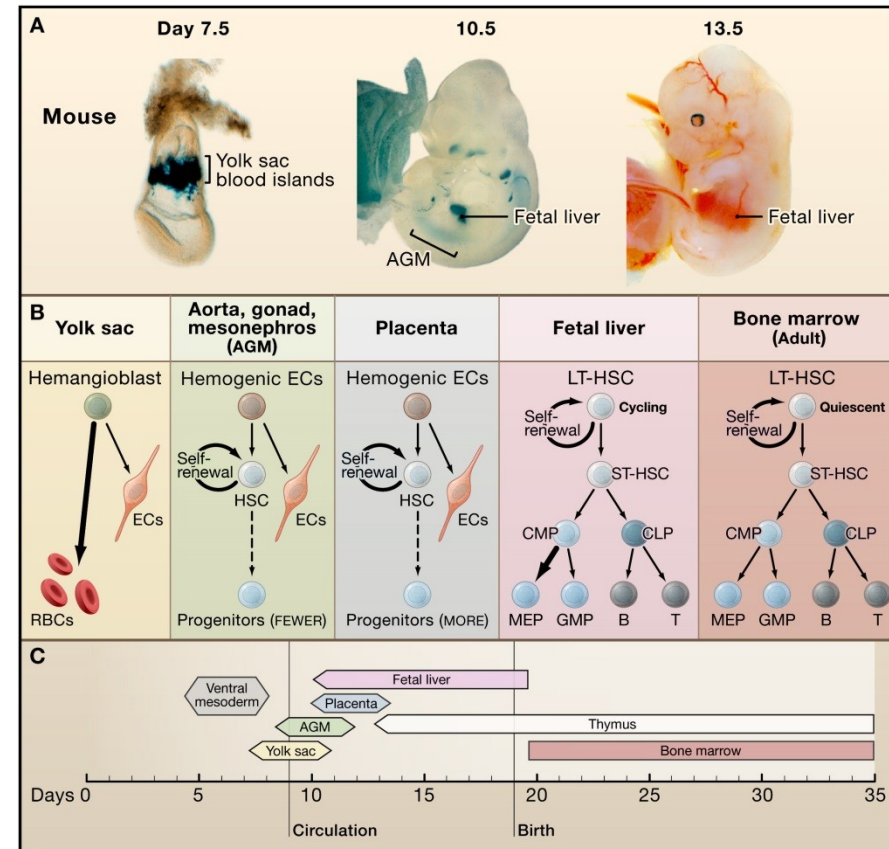 A
Day 7.5
10.5
13.5
Mouse
Yolk sac
blood islands
Fetal liver
AGM
Fetal liver
B
Yolk sac
Aorta, gonad,
mesonephros
(AGM)
Placenta
Fetal liver
Bone marrow
(Adult)
Hemangioblast
ECs
RBCs
Hemogenic ECs
Self-
renewal
HSC
ECs
Progenitors (FEWER)
Hemogenic ECs
Self-
renewal
HSC
ECs
Progenitors (MORE)
LT-HSC
Cycling
Self-
renewal
ST-HSC
CMP
CLP
MEP
GMP
B
T
LT-HSC
Quiescent
Self-
renewal
ST-HSC
CMP
CLP
MEP
GMP
B
T
C
Ventral
mesoderm
Fetal liver
Placenta
AGM
Thymus
Yolk sac
Bone marrow
Days 0 5 10 15 20 25 30 35
Circulation
Birth